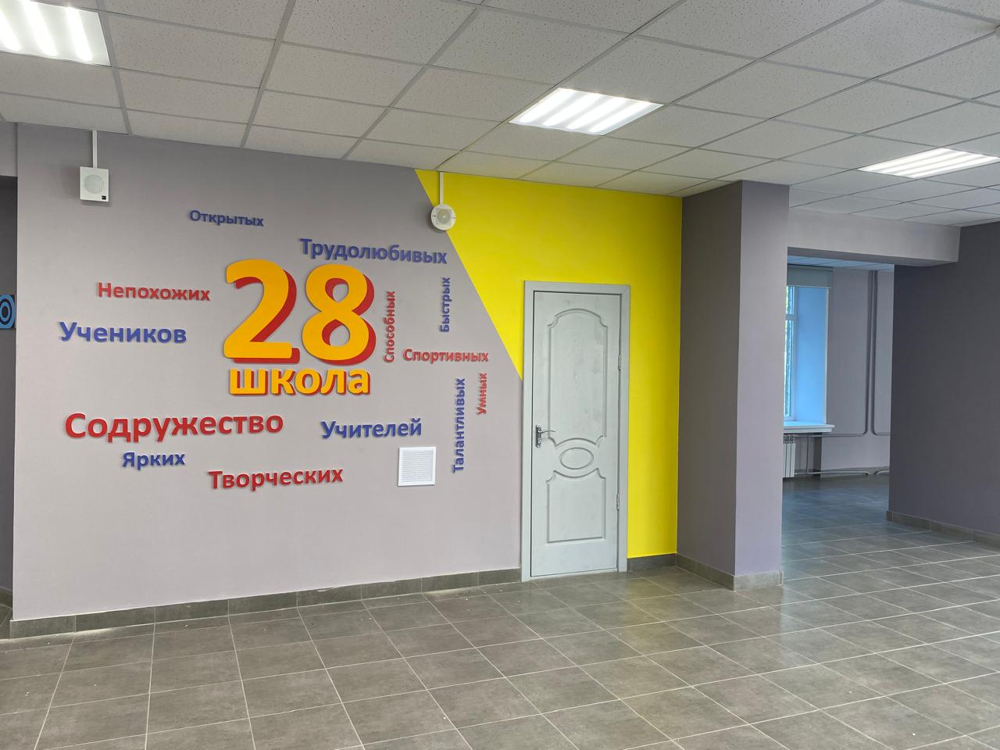 Открытых
Трудолюбивых
Непохожих
28
школа
Учеников
Способных
Быстрых
Спортивных
Талантливых
Умных
Содружество
Учителей
Ярких
Творческих